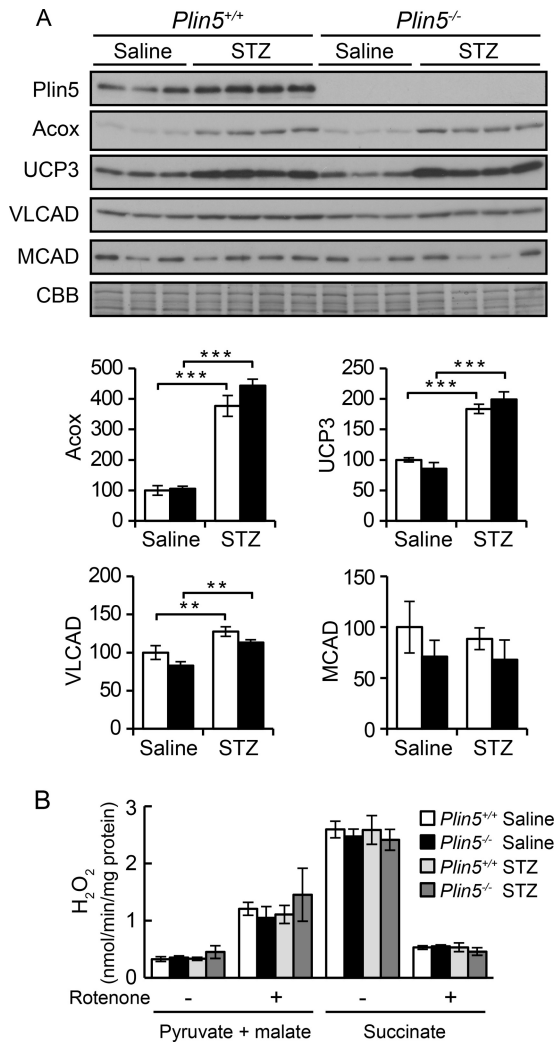 A
Plin5+/+ Plin5-/-
Saline STZ Saline STZ
Plin5
Acox
UCP3
VLCAD
MCAD
CBB
Acox
500
400
300
200
100
0
***
***
Saline STZ
UCP3
250
200
150
100
50
0
***
***
Saline STZ
VLCAD
200
150
100
50
0
**
**
Saline STZ
MCAD
150
100
50
0
Saline STZ
B
H2O2
(nmol/min/mg protein)
3
2
1
0
Plin5+/+ Saline
Plin5-/- Saline
Plin5+/+ STZ
Plin5-/- STZ
Rotenone - + - +
Pyruvate + malate Succinate